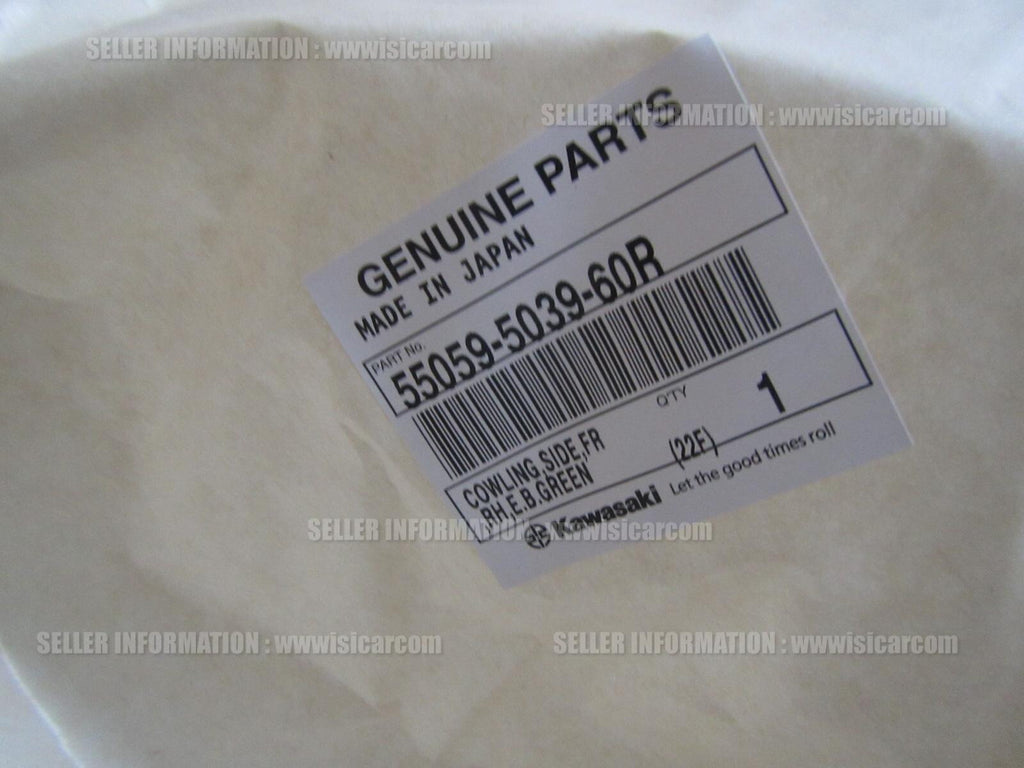 SELLER INFORMATION : wwwisicarcom
SELLER INFORMATION : wwwisicarcom
GENUINE PARTS
MADE IN JAPAN
PART No.
55059-5039-60R
Q'TY
1
COWLING,SIDE,FR
RH,E.B.GREEN
(22F)
Kawasaki Let the good times roll
SELLER INFORMATION : wwwisicarcom
SELLER INFORMATION : wwwisicarcom
SELLER INFORMATION : wwwisicarcom